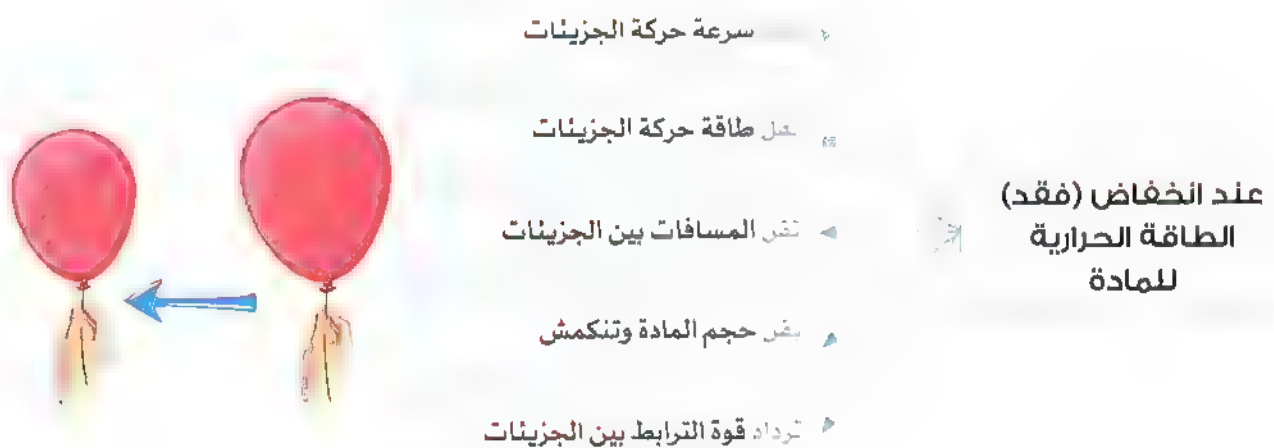 عند انخفاض (فقد)
الطاقة الحرارية
للمادة
سرعة حركة الجزيئات
طاقة حركة الجزيئات
تقل المسافات بين الجزيئات
يقل حجم المادة وتنكمش
تزداد قوة الترابط بين الجزيئات